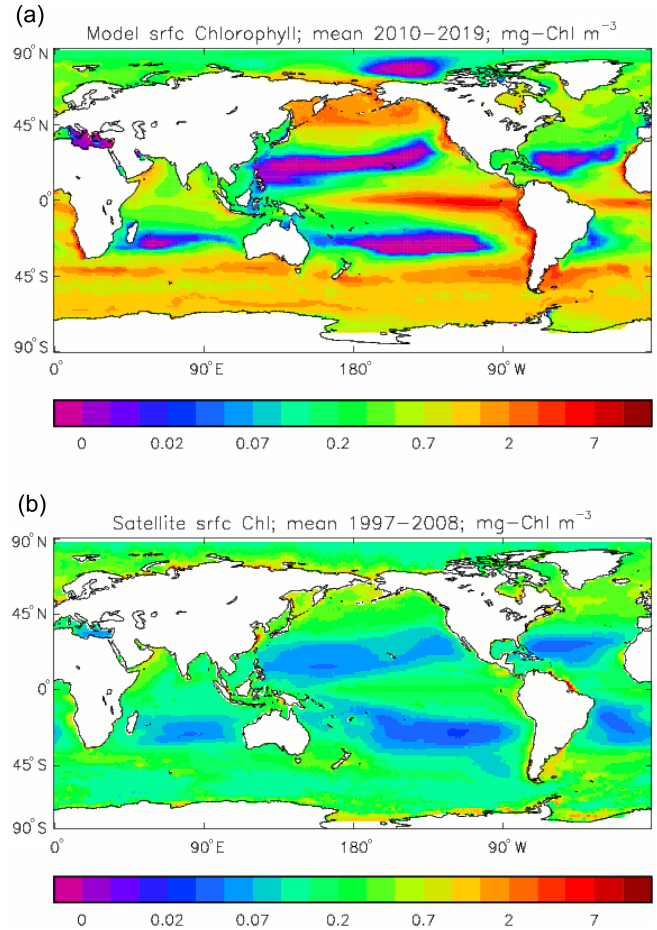 (a)
Model srfc Chlorophyll; mean 2010−2019; mg−Chl m⁻³
90°N
45°N
0°
45°S
90°S
0° 90°E 180° 90°W
0 0.02 0.07 0.2 0.7 2 7
(b)
Satellite srfc Chl; mean 1997−2008; mg−Chl m⁻³
90°N
45°N
0°
45°S
90°S
0° 90°E 180° 90°W
0 0.02 0.07 0.2 0.7 2 7